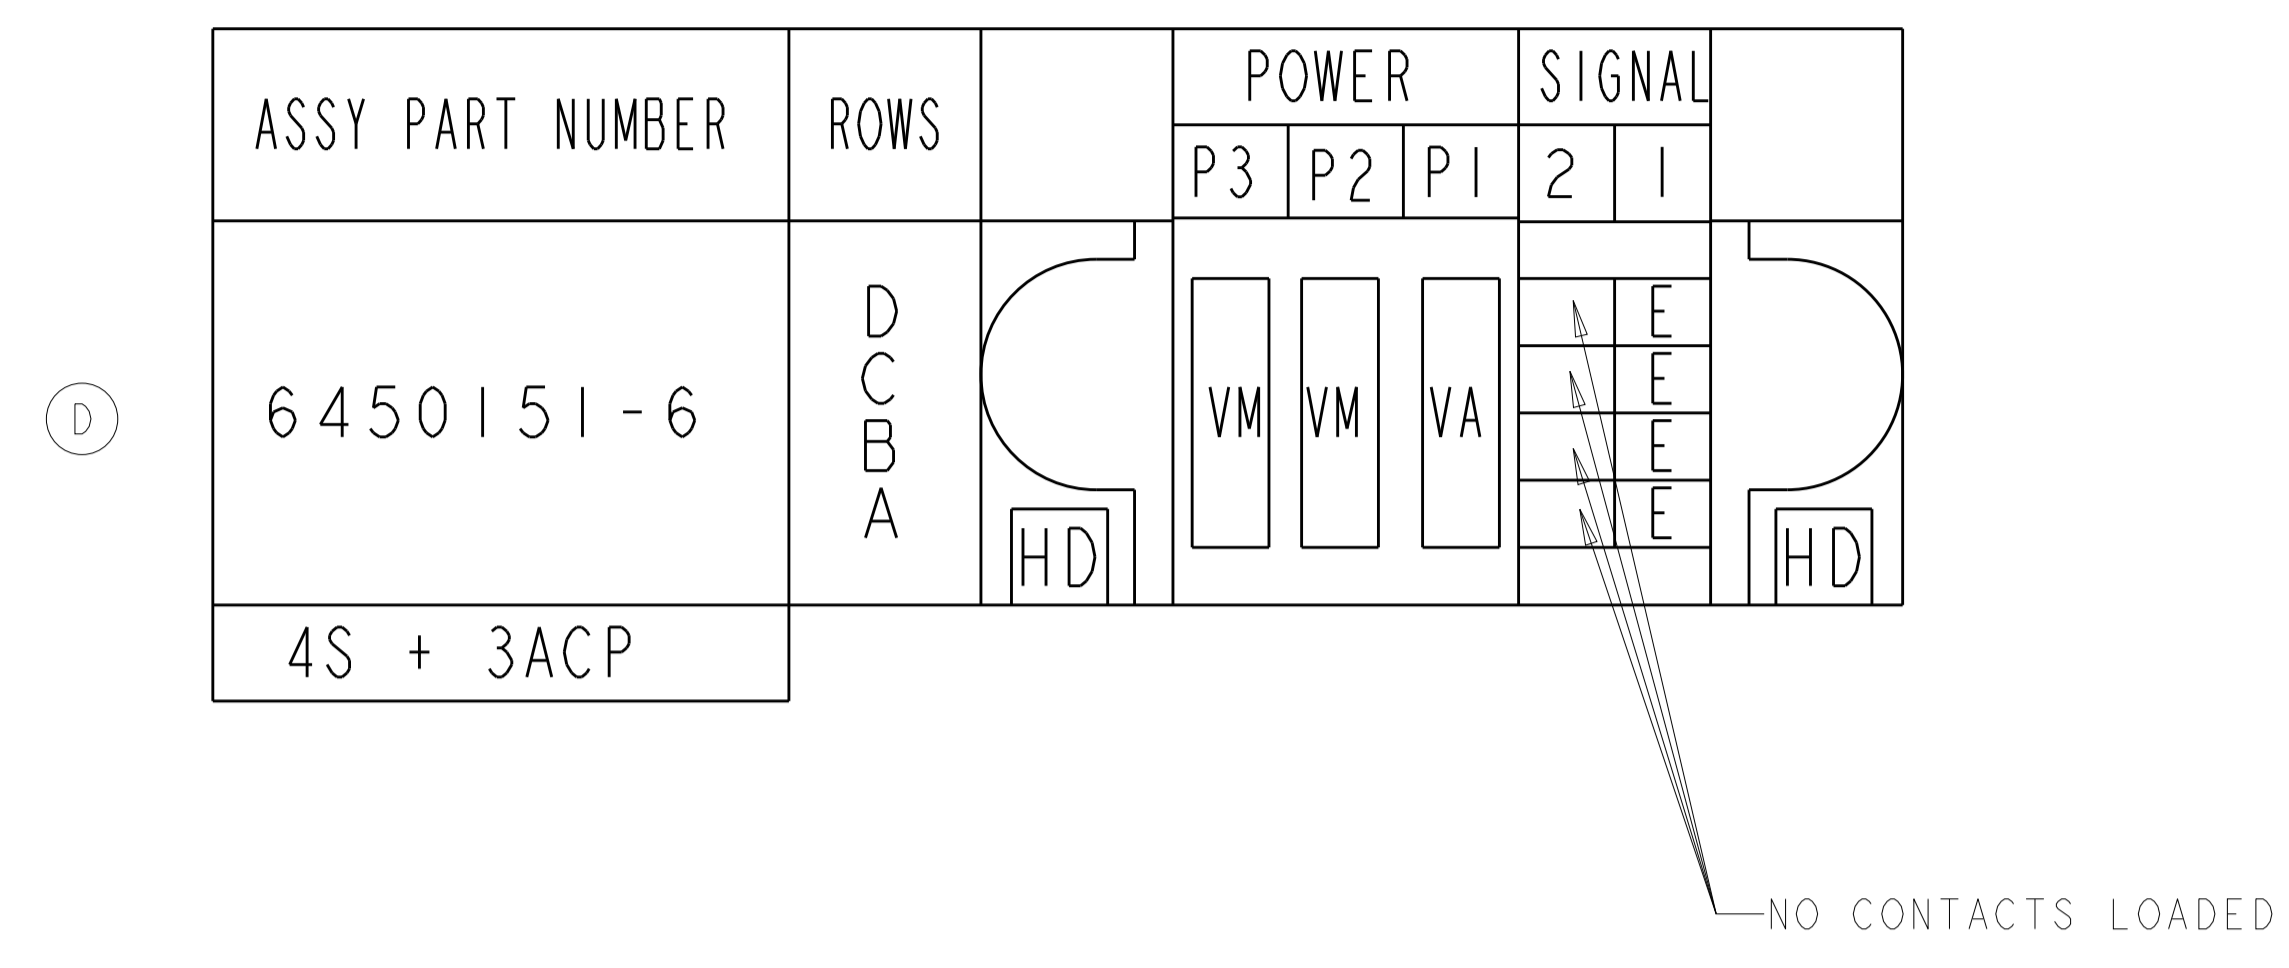 ASSY PART NUMBER ROWS POWER SIGNAL
P3 P2 P1 2 1
D E
C E
D 6450151-6 VM VM VA
B E
A E
HD HD
4S + 3ACP
NO CONTACTS LOADED